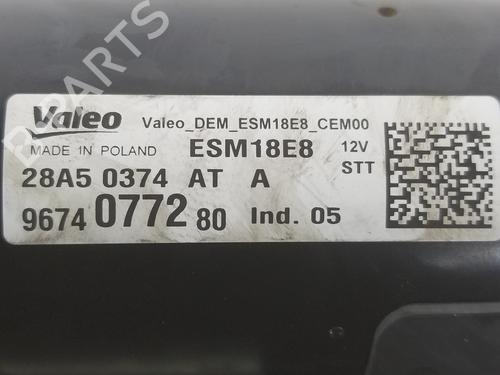 B-PARTS
Valeo Valeo_DEM_ESM18E8_CEM00
MADE IN POLAND ESM18E8 12V
STT
28A5 0374 AT A
9674 0772 80 Ind. 05